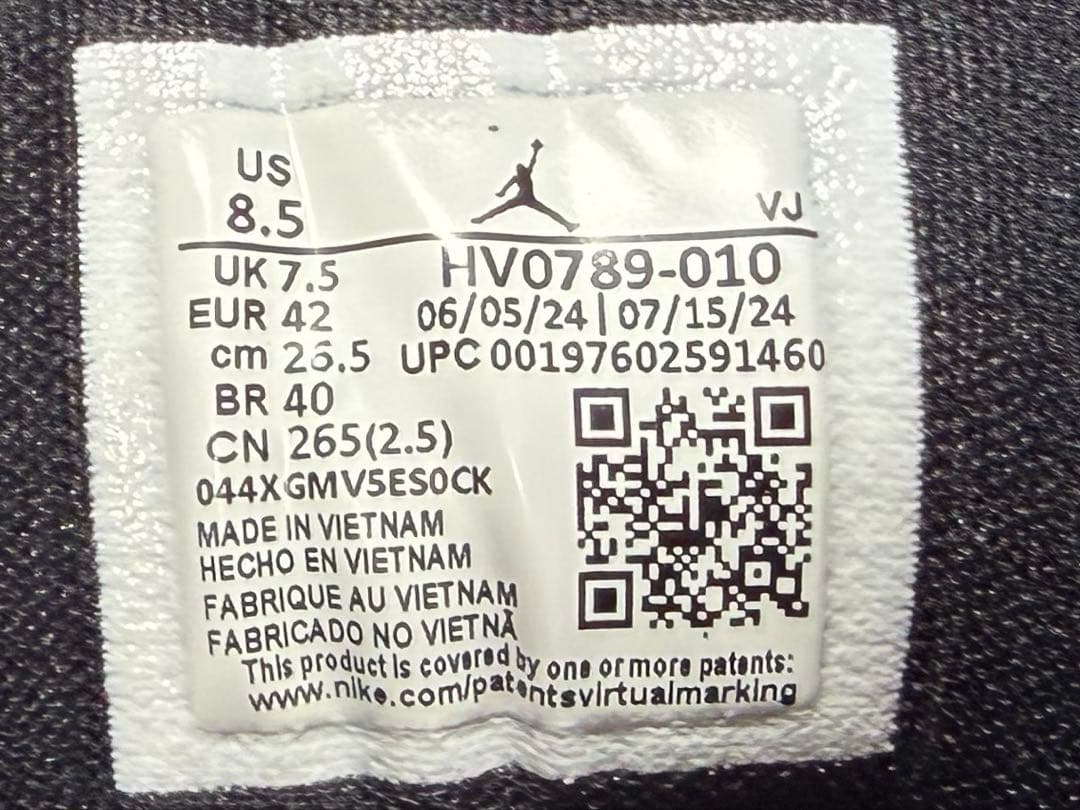 US
8.5
VJ
UK 7.5
HV0789-010
EUR 42
06/05/24 | 07/15/24
cm 26.5
UPC 00197602591460
BR 40
CN 265(2.5)
044XGMV5ES0CK
MADE IN VIETNAM
HECHO EN VIETNAM
FABRIQUE AU VIETNAM
FABRICADO NO VIETNÃ
This product is covered by one or more patents:
www.nike.com/patentsvirtualmarking